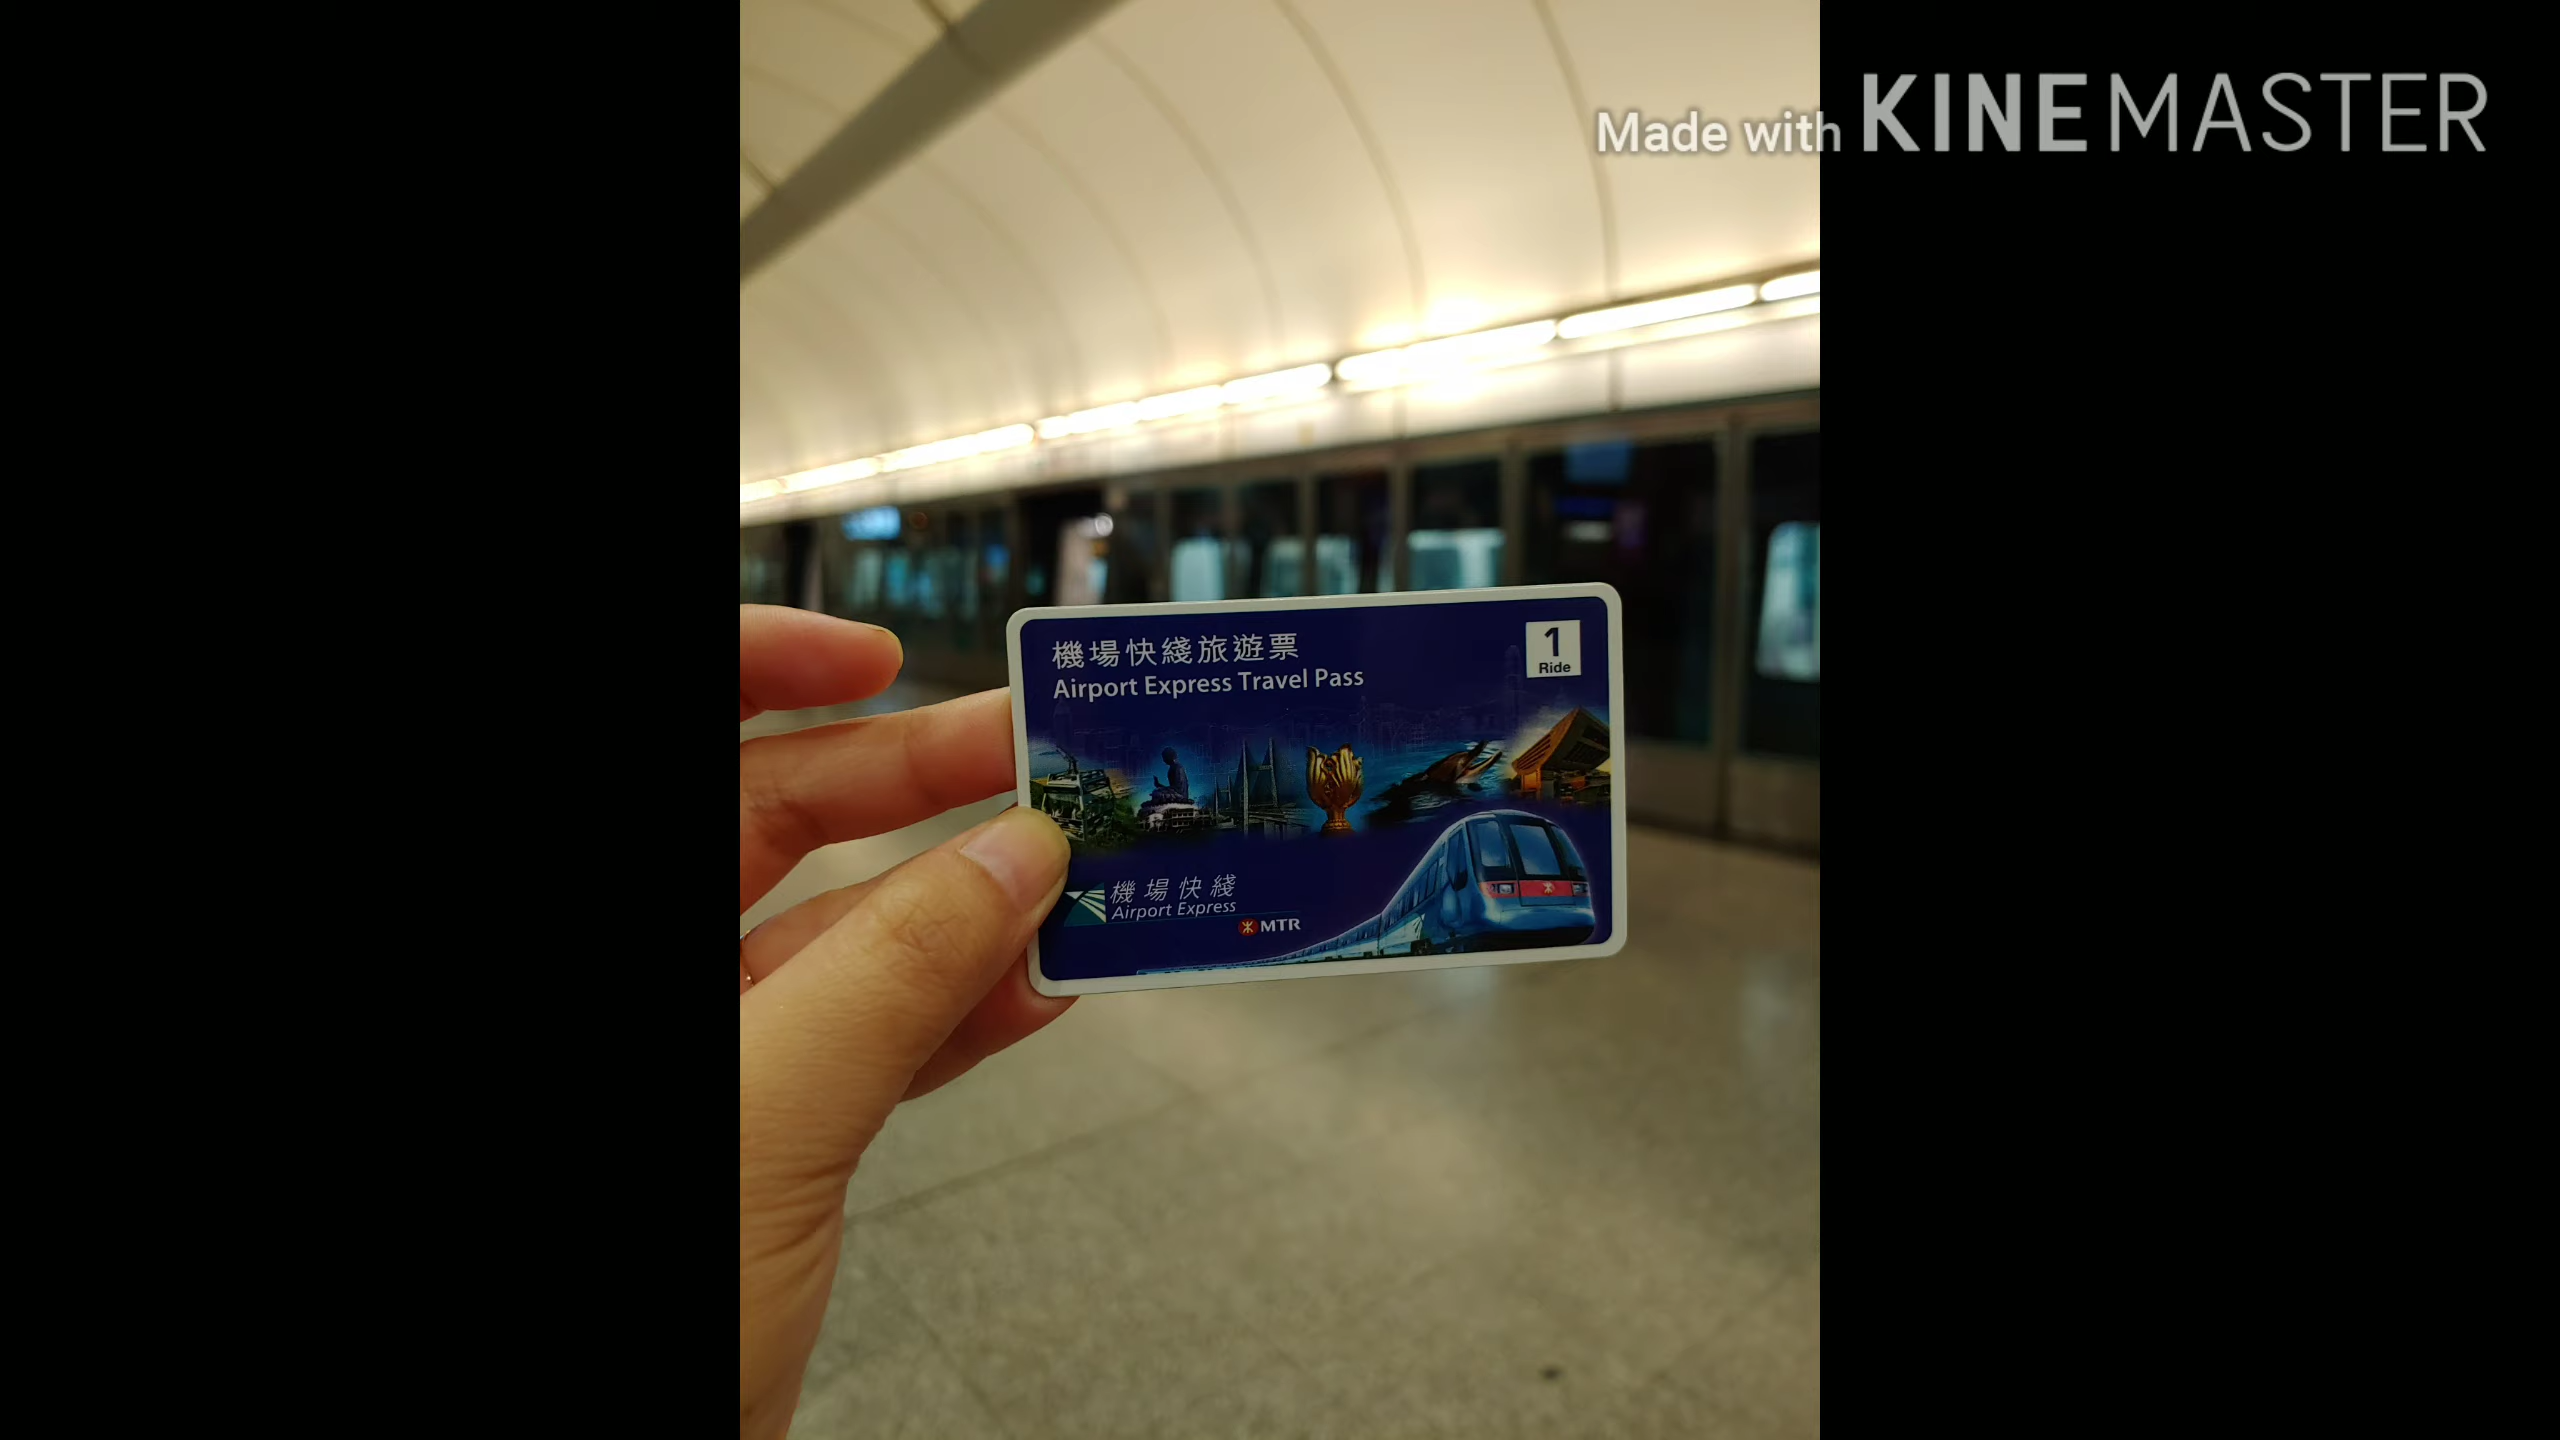 Made with KINEMASTER
機場快綫旅遊票
Airport Express Travel Pass
1
Ride
機場快綫
Airport Express
MTR